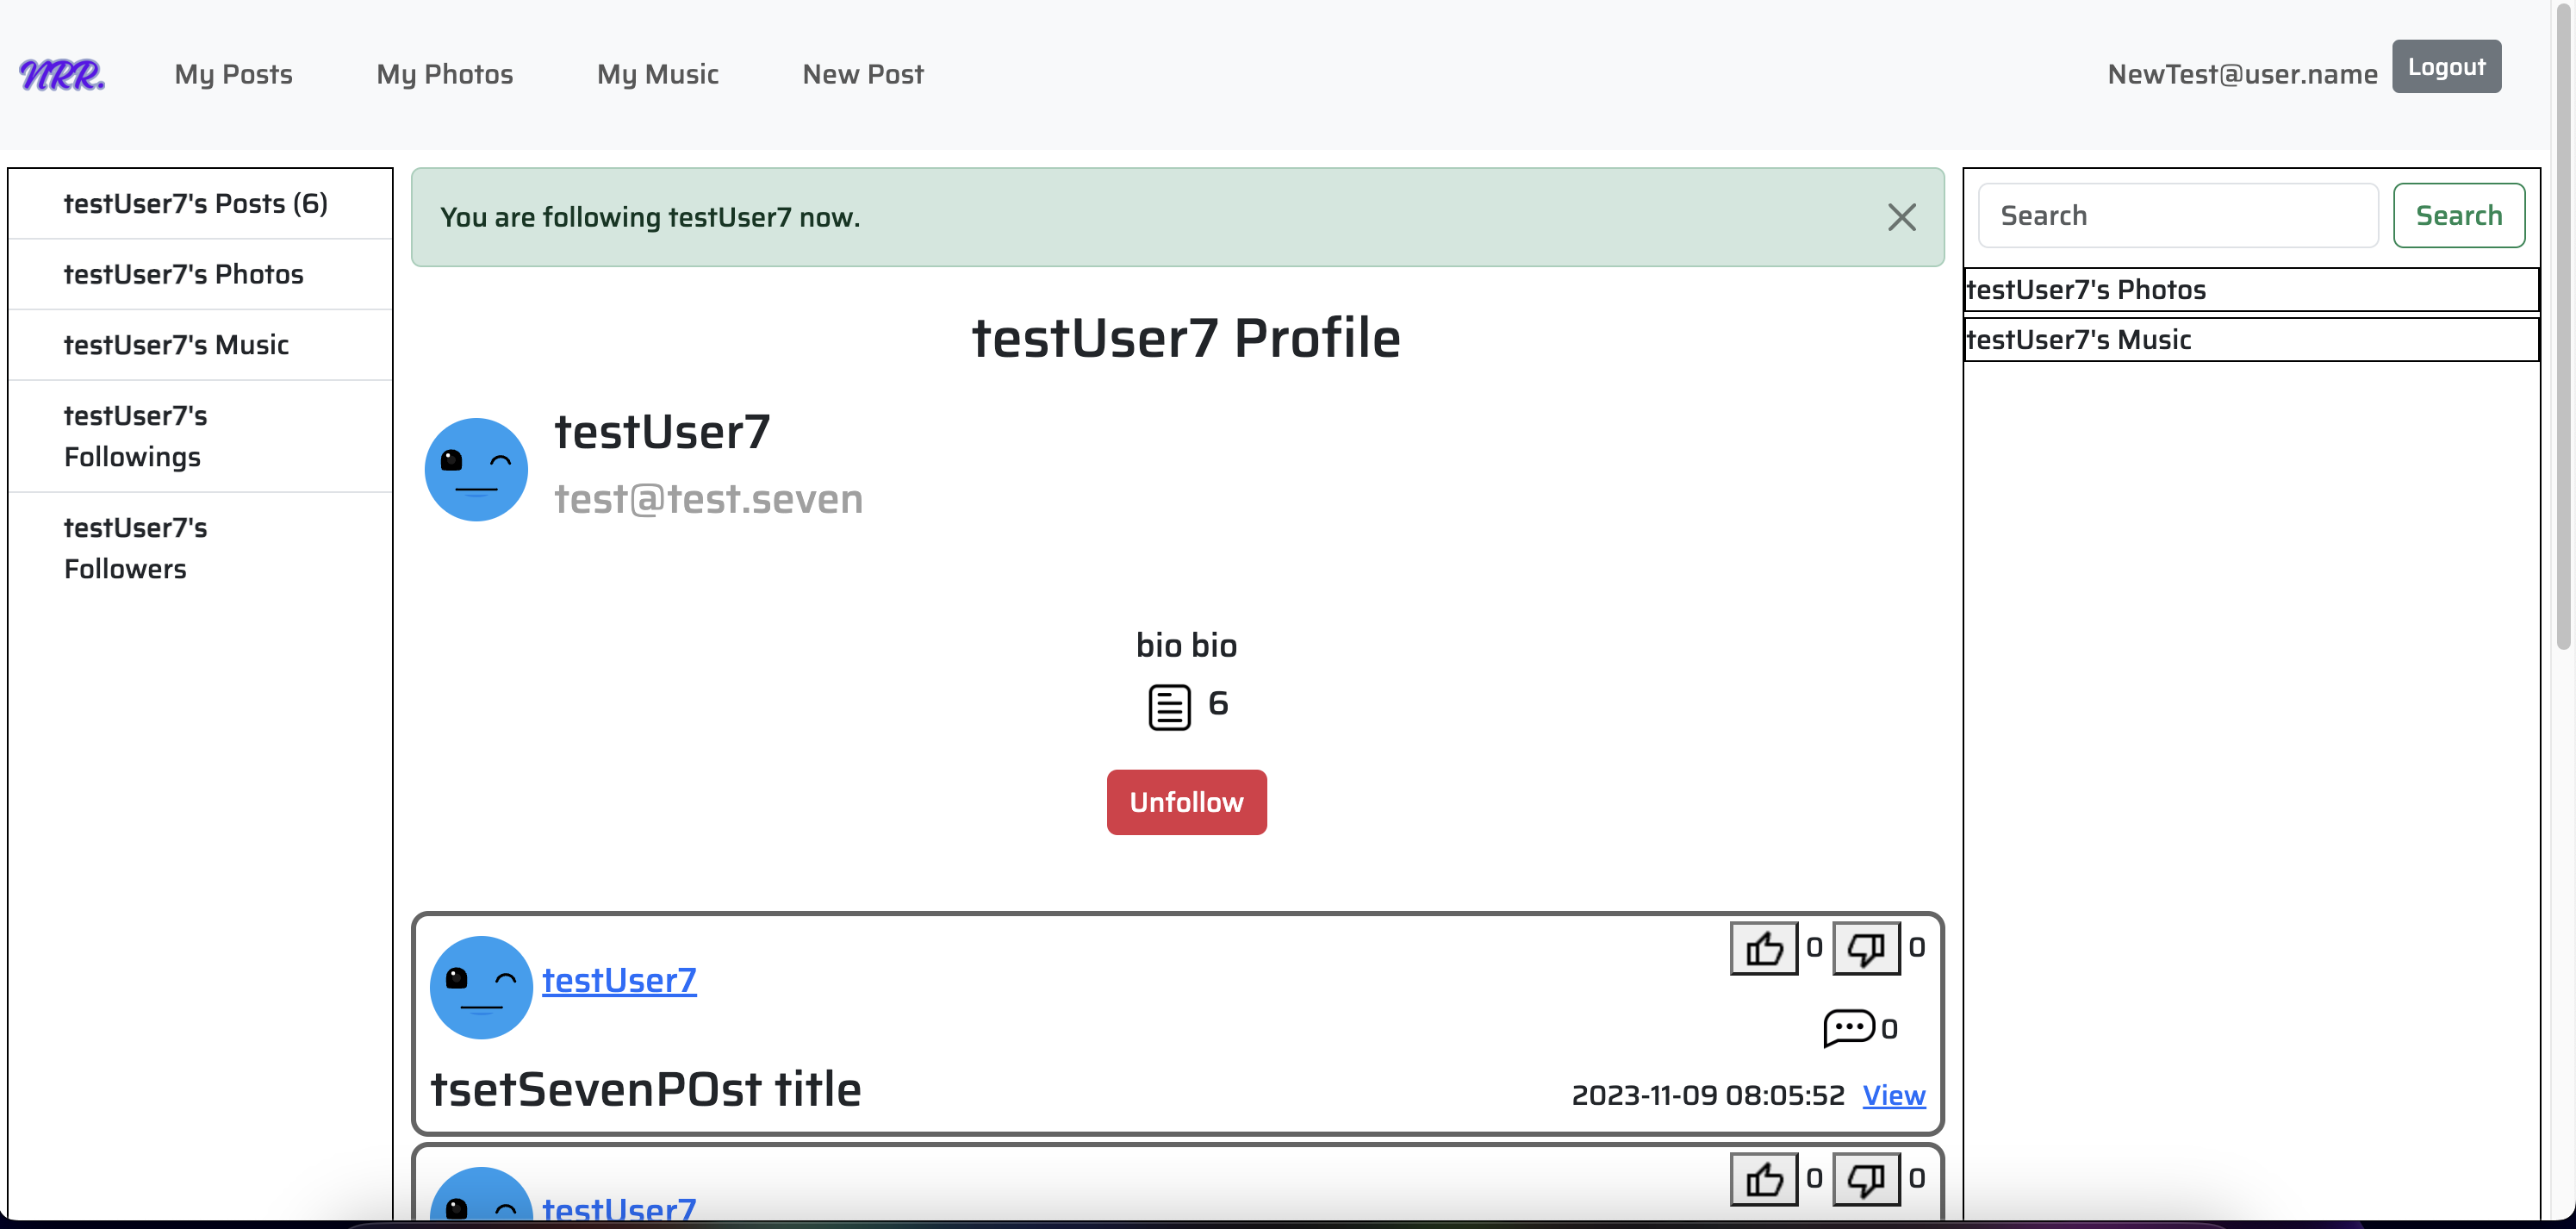 NRR.
My Posts
My Photos
My Music
New Post
NewTest@user.name
Logout
testUser7's Posts (6)
testUser7's Photos
testUser7's Music
testUser7's
Followings
testUser7's
Followers
You are following testUser7 now.
testUser7 Profile
testUser7
test@test.seven
bio bio
6
Unfollow
testUser7
0
0
0
tsetSevenPOst title
2023-11-09 08:05:52
View
testUser7
0
0
Search
Search
testUser7's Photos
testUser7's Music